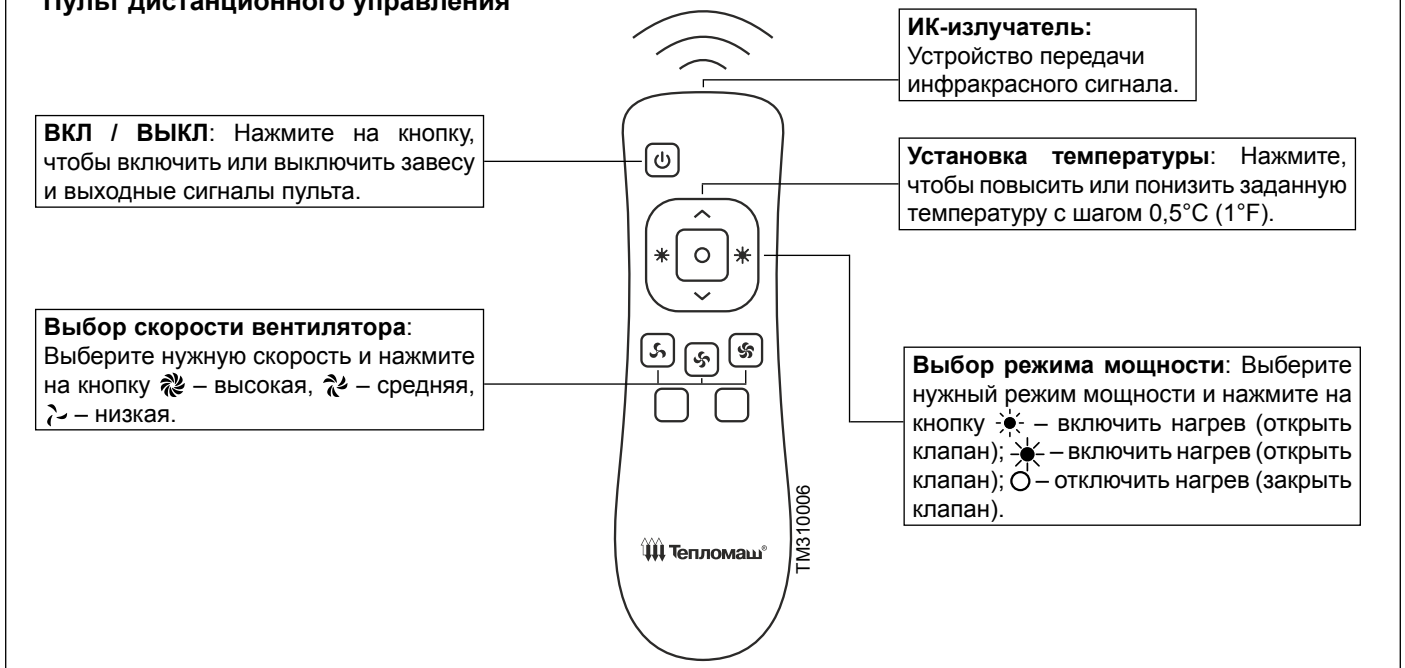 Пульт дистанционного управления
ИК-излучатель:
Устройство передачи
инфракрасного сигнала.
ВКЛ / ВЫКЛ: Нажмите на кнопку,
чтобы включить или выключить завесу
и выходные сигналы пульта.
Установка температуры: Нажмите,
чтобы повысить или понизить заданную
температуру с шагом 0,5°C (1°F).
Выбор скорости вентилятора:
Выберите нужную скорость и нажмите
на кнопку – высокая, – средняя,
– низкая.
Выбор режима мощности: Выберите
нужный режим мощности и нажмите на
кнопку – включить нагрев (открыть
клапан); – включить нагрев (открыть
клапан); – отключить нагрев (закрыть
клапан).
Тепломаш®
TM310006